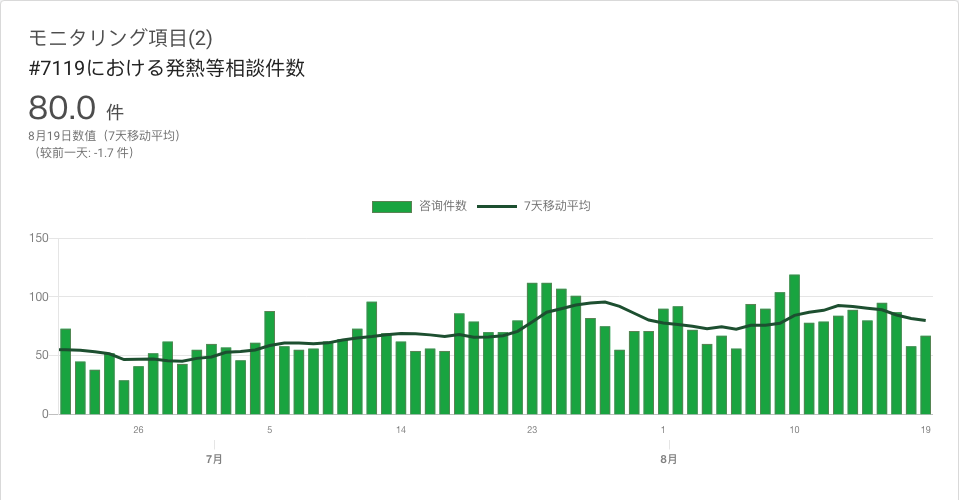 モニタリング項目(2)
#7119における発熱等相談件数
80.0 件
8月19日数值（7天移动平均）
（较前一天: -1.7 件）
咨询件数 7天移动平均
150
100
50
0
26 5 14 23 1 10 19
7月 8月